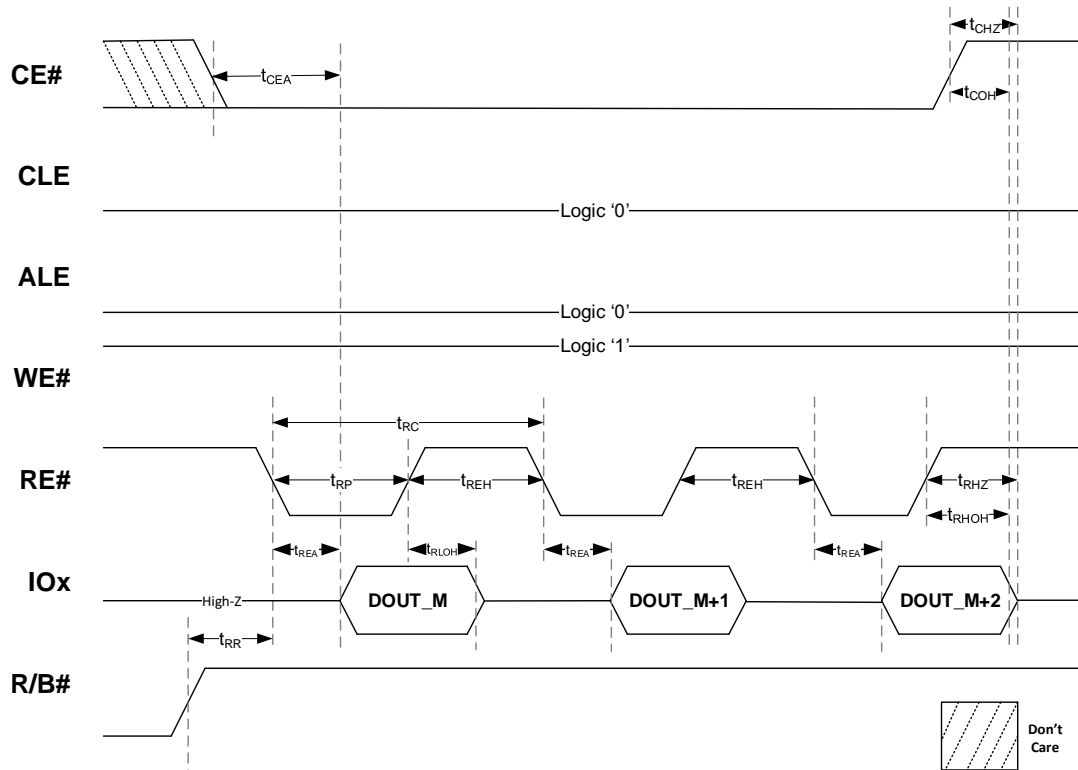 tCHZ
CE#
tCEA
tCOH
CLE
Logic ‘0’
ALE
Logic ‘0’
Logic ‘1’
WE#
tRC
RE#
tRP
tREH
tREH
tRHZ
tRHOH
tREA
tRLOH
tREA
tREA
IOx
High-Z
DOUT_M
DOUT_M+1
DOUT_M+2
tRR
R/B#
Don't
Care